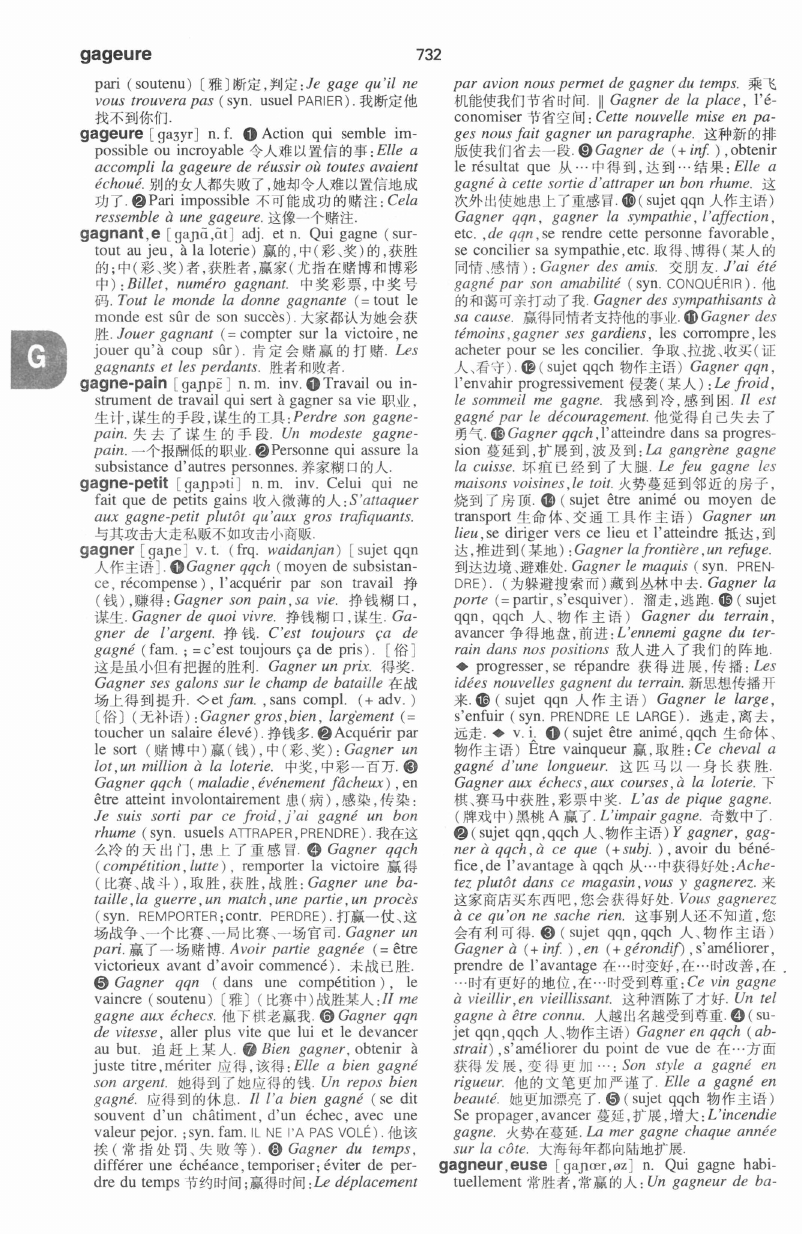 gageure
732
pari ( soutenu) 〔雅〕断定,判定:Je gage qu'il ne
vous trouvera pas ( syn. usuel PARIER). 我断定他
找不到你们.
gageure [ gaʒyr] n. f. ❶ Action qui semble im-
possible ou incroyable 令人难以置信的事:Elle a
accompli la gageure de réussir où toutes avaient
échoué. 别的女人都失败了,她却令人难以置信地成
功了. ❷ Pari impossible 不可能成功的赌注:Cela
ressemble à une gageure. 这像一个赌注.
gagnant,e [ gaɲɑ̃,ɑ̃t] adj. et n. Qui gagne ( sur-
tout au jeu, à la loterie) 赢的,中(彩、奖)的,获胜
的;中(彩、奖)者,获胜者,赢家(尤指在赌博和博彩
中):Billet, numéro gagnant. 中奖彩票,中奖号
码. Tout le monde la donne gagnante ( = tout le
monde est sûr de son succès). 大家都认为她会获
胜. Jouer gagnant ( = compter sur la victoire, ne
jouer qu'à coup sûr). 肯定会赌赢的打赌. Les
gagnants et les perdants. 胜者和败者.
gagne-pain [ gaɲpɛ̃] n. m. inv. ❶ Travail ou in-
strument de travail qui sert à gagner sa vie 职业,
生计,谋生的手段,谋生的工具:Perdre son gagne-
pain. 失去了谋生的手段. Un modeste gagne-
pain. 一个报酬低的职业. ❷ Personne qui assure la
subsistance d'autres personnes. 养家糊口的人.
gagne-petit [ gaɲpəti] n. m. inv. Celui qui ne
fait que de petits gains 收入微薄的人:S'attaquer
aux gagne-petit plutôt qu'aux gros trafiquants.
与其攻击大走私贩不如攻击小商贩.
gagner [ gaɲe] v. t. ( frq. waidanjan) [ sujet qqn
人作主语]. ❶ Gagner qqch ( moyen de subsistan-
ce, récompense), l'acquérir par son travail 挣
(钱),赚得:Gagner son pain,sa vie. 挣钱糊口,
谋生. Gagner de quoi vivre. 挣钱糊口,谋生. Ga-
gner de l'argent. 挣钱. C'est toujours ça de
gagné ( fam. ; = c'est toujours ça de pris). 〔俗〕
这是虽小但有把握的胜利. Gagner un prix. 得奖.
Gagner ses galons sur le champ de bataille 在战
场上得到提升. ◇et fam. ,sans compl. (+ adv. )
〔俗〕(无补语):Gagner gros,bien, largement ( =
toucher un salaire élevé). 挣钱多. ❷ Acquérir par
le sort (赌博中)赢(钱),中(彩、奖):Gagner un
lot,un million à la loterie. 中奖,中彩一百万. ❸
Gagner qqch ( maladie,événement fâcheux), en
être atteint involontairement 患(病),感染,传染:
Je suis sorti par ce froid,j'ai gagné un bon
rhume ( syn. usuels ATTRAPER,PRENDRE). 我在这
么冷的天出门,患上了重感冒. ❹ Gagner qqch
( compétition,lutte), remporter la victoire 赢得
(比赛、战斗),取胜,获胜,战胜:Gagner une ba-
taille,la guerre,un match,une partie,un procès
( syn. REMPORTER;contr. PERDRE). 打赢一仗、这
场战争、一个比赛、一局比赛、一场官司. Gagner un
pari. 赢了一场赌博. Avoir partie gagnée ( = être
victorieux avant d'avoir commencé). 未战已胜.
❺ Gagner qqn ( dans une compétition), le
vaincre ( soutenu) 〔雅〕(比赛中)战胜某人:Il me
gagne aux échecs. 他下棋老赢我. ❻ Gagner qqn
de vitesse, aller plus vite que lui et le devancer
au but. 追赶上某人. ❼ Bien gagner, obtenir à
juste titre,mériter 应得,该得:Elle a bien gagné
son argent. 她得到了她应得的钱. Un repos bien
gagné. 应得到的休息. Il l'a bien gagné ( se dit
souvent d'un châtiment, d'un échec, avec une
valeur pejor. ;syn. fam. IL NE l'A PAS VOLÉ). 他该
挨(常指处罚、失败等). ❽ Gagner du temps,
différer une échéance,temporiser; éviter de per-
dre du temps 节约时间;赢得时间:Le déplacement
par avion nous permet de gagner du temps. 乘飞
机能使我们节省时间. ‖ Gagner de la place, l'é-
conomiser 节省空间:Cette nouvelle mise en pa-
ges nous fait gagner un paragraphe. 这种新的排
版使我们省去一段. ❾ Gagner de (+ inf. ),obtenir
le résultat que 从…中得到,达到…结果:Elle a
gagné à cette sortie d'attraper un bon rhume. 这
次外出使她患上了重感冒. ❿( sujet qqn 人作主语)
Gagner qqn, gagner la sympathie, l'affection,
etc. ,de qqn,se rendre cette personne favorable,
se concilier sa sympathie,etc. 取得、博得(某人的
同情、感情):Gagner des amis. 交朋友. J'ai été
gagné par son amabilité ( syn. CONQUÉRIR). 他
的和蔼可亲打动了我. Gagner des sympathisants à
sa cause. 赢得同情者支持他的事业. ⓫ Gagner des
témoins,gagner ses gardiens, les corrompre,les
acheter pour se les concilier. 争取、拉拢、收买(证
人、看守). ⓬( sujet qqch 物作主语) Gagner qqn,
l'envahir progressivement 侵袭(某人):Le froid,
le sommeil me gagne. 我感到冷,感到困. Il est
gagné par le découragement. 他觉得自己失去了
勇气. ⓭ Gagner qqch,l'atteindre dans sa progres-
sion 蔓延到,扩展到,波及到:La gangrène gagne
la cuisse. 坏疽已经到了大腿. Le feu gagne les
maisons voisines,le toit. 火势蔓延到邻近的房子,
烧到了房顶. ⓮( sujet être animé ou moyen de
transport 生命体、交通工具作主语) Gagner un
lieu,se diriger vers ce lieu et l'atteindre 抵达,到
达,推进到(某地):Gagner la frontière,un refuge.
到达边境、避难处. Gagner le maquis ( syn. PREN-
DRE). (为躲避搜索而)藏到丛林中去. Gagner la
porte ( = partir,s'esquiver). 溜走,逃跑. ⓯( sujet
qqn, qqch 人、物作主语) Gagner du terrain,
avancer 争得地盘,前进:L'ennemi gagne du ter-
rain dans nos positions 敌人进入了我们的阵地.
◆ progresser,se répandre 获得进展,传播:Les
idées nouvelles gagnent du terrain. 新思想传播开
来. ⓰( sujet qqn 人作主语) Gagner le large,
s'enfuir ( syn. PRENDRE LE LARGE). 逃走,离去,
远走. ◆ v. i. ❶ ( sujet être animé,qqch 生命体、
物作主语) Être vainqueur 赢,取胜:Ce cheval a
gagné d'une longueur. 这匹马以一身长获胜.
Gagner aux échecs,aux courses,à la loterie. 下
棋、赛马中获胜,彩票中奖. L'as de pique gagne.
(牌戏中)黑桃 A 赢了. L'impair gagne. 奇数中了.
❷( sujet qqn,qqch 人、物作主语) Y gagner, gag-
ner à qqch,à ce que (+subj. ),avoir du béné-
fice,de l'avantage à qqch 从…中获得好处:Ache-
tez plutôt dans ce magasin,vous y gagnerez. 来
这家商店买东西吧,您会获得好处. Vous gagnerez
à ce qu'on ne sache rien. 这事别人还不知道,您
会有利可得. ❸ ( sujet qqn, qqch 人、物作主语)
Gagner à (+ inf. ),en (+ gérondif),s'améliorer,
prendre de l'avantage 在…时变好,在…时改善,在
…时有更好的地位,在…时受到尊重:Ce vin gagne
à vieillir,en vieillissant. 这种酒陈了才好. Un tel
gagne à être connu. 人越出名越受到尊重. ❹( su-
jet qqn,qqch 人、物作主语) Gagner en qqch ( ab-
strait),s'améliorer du point de vue de 在…方面
获得发展,变得更加…: Son style a gagné en
rigueur. 他的文笔更加严谨了. Elle a gagné en
beauté. 她更加漂亮了. ❺( sujet qqch 物作主语)
Se propager,avancer 蔓延,扩展,增大:L'incendie
gagne. 火势在蔓延. La mer gagne chaque année
sur la côte. 大海每年都向陆地扩展.
gagneur,euse [ gaɲœr,øz] n. Qui gagne habi-
tuellement 常胜者,常赢的人:Un gagneur de ba-
G